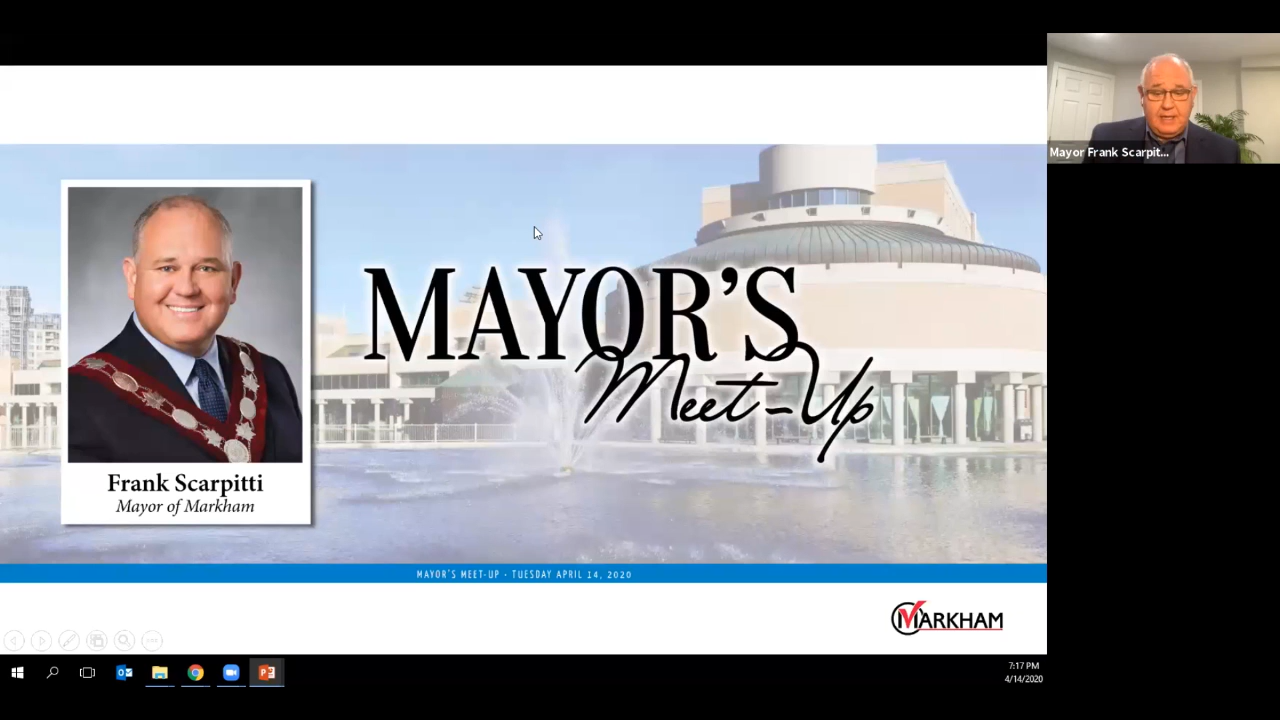 Mayor Frank Scarpit...
MAYOR'S
Meet-Up
Frank Scarpitti
Mayor of Markham
MAYOR'S MEET-UP - TUESDAY APRIL 14, 2020
MARKHAM
7:17 PM
4/14/2020